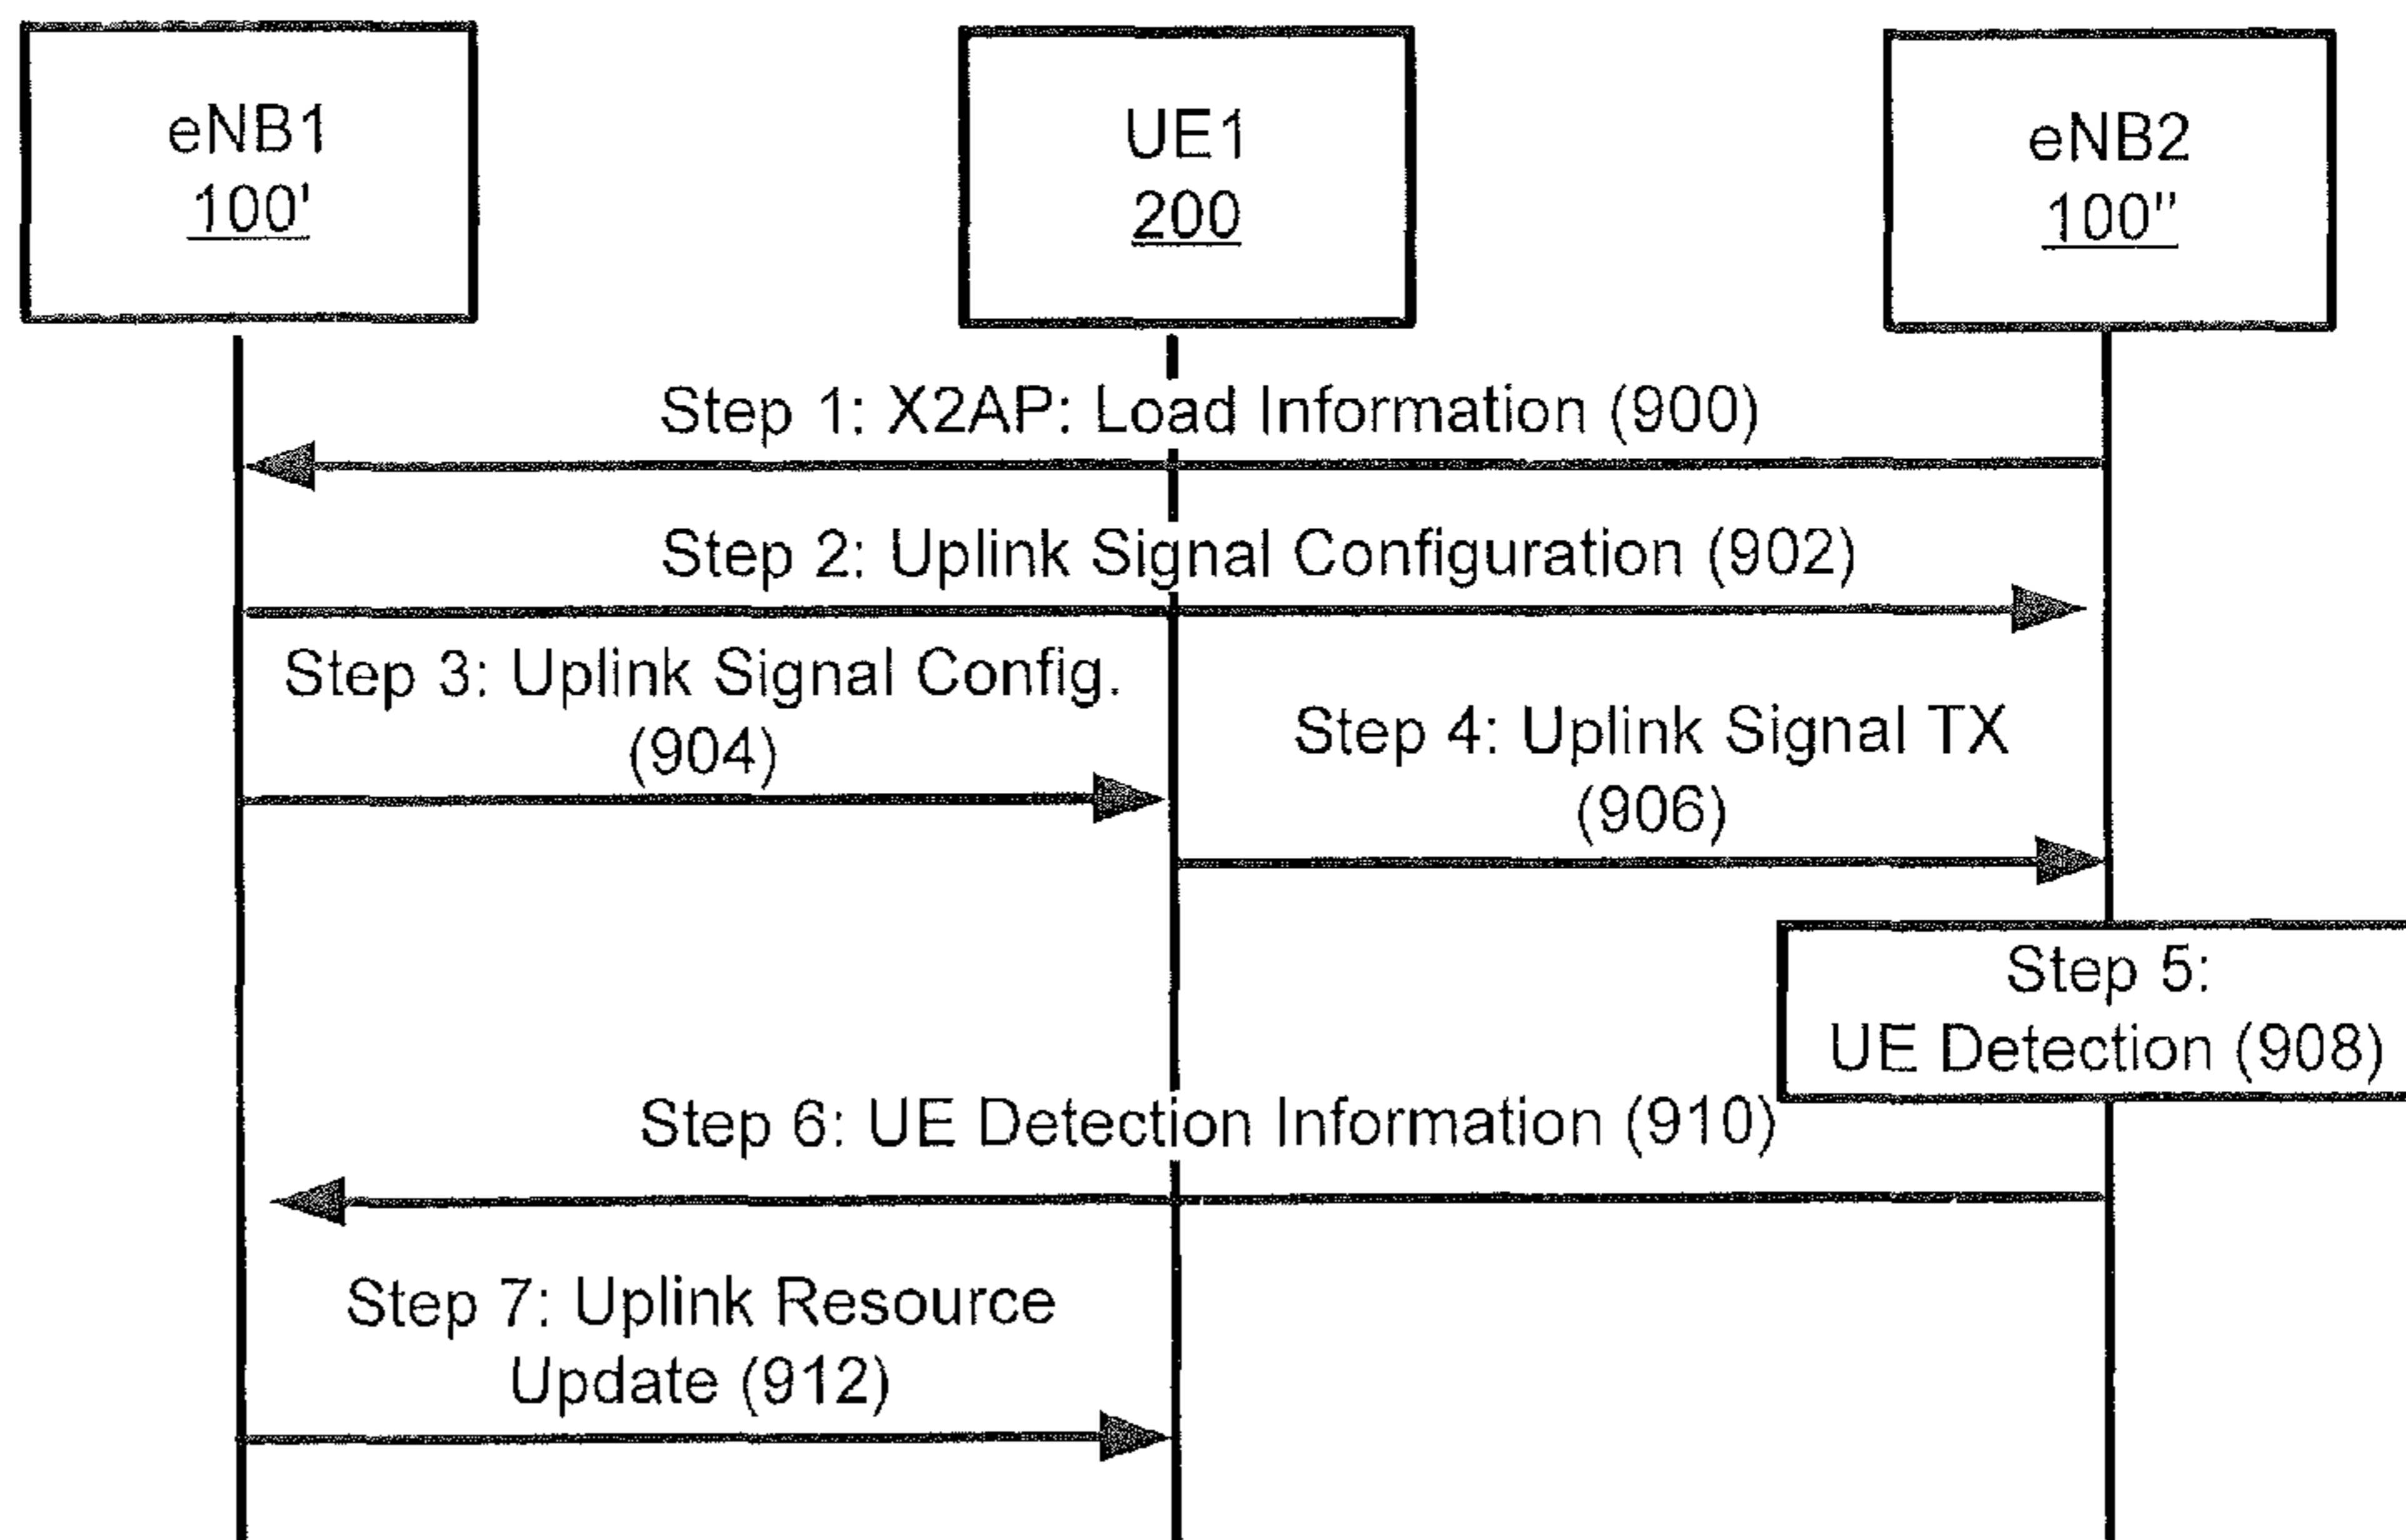 eNB1
100'
UE1
200
eNB2
100"
Step 1: X2AP: Load Information (900)
Step 2: Uplink Signal Configuration (902)
Step 3: Uplink Signal Config.
(904)
Step 4: Uplink Signal TX
(906)
Step 5:
UE Detection (908)
Step 6: UE Detection Information (910)
Step 7: Uplink Resource
Update (912)